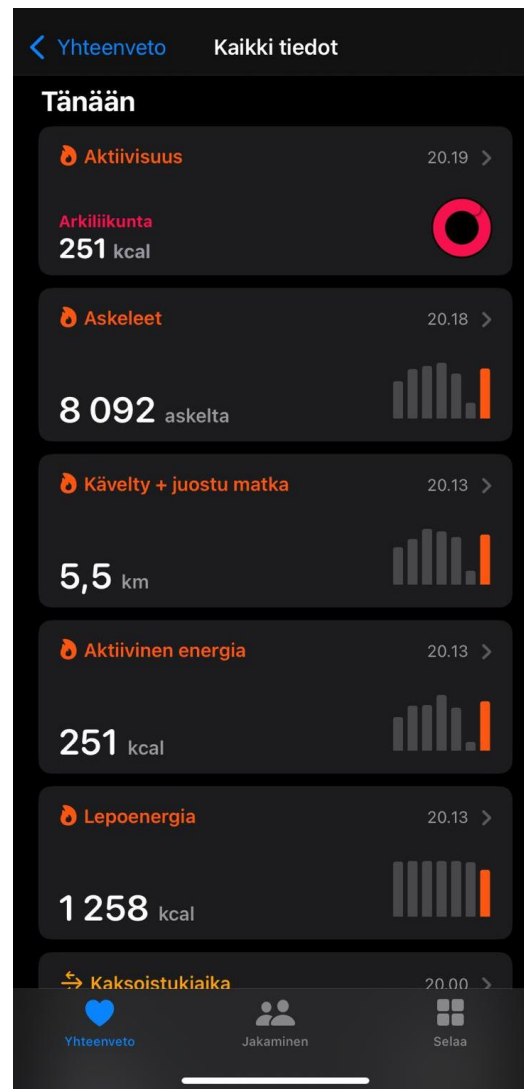 Yhteenveto Kaikki tiedot
Tänään
Aktiivisuus 20.19
Arkiliikunta
251 kcal
Askeleet 20.18
8 092 askelta
Kävelty + juostu matka 20.13
5,5 km
Aktiivinen energia 20.13
251 kcal
Lepoenergia 20.13
1 258 kcal
Kaksoistukiaika 20.00
Yhteenveto Jakaminen Selaa